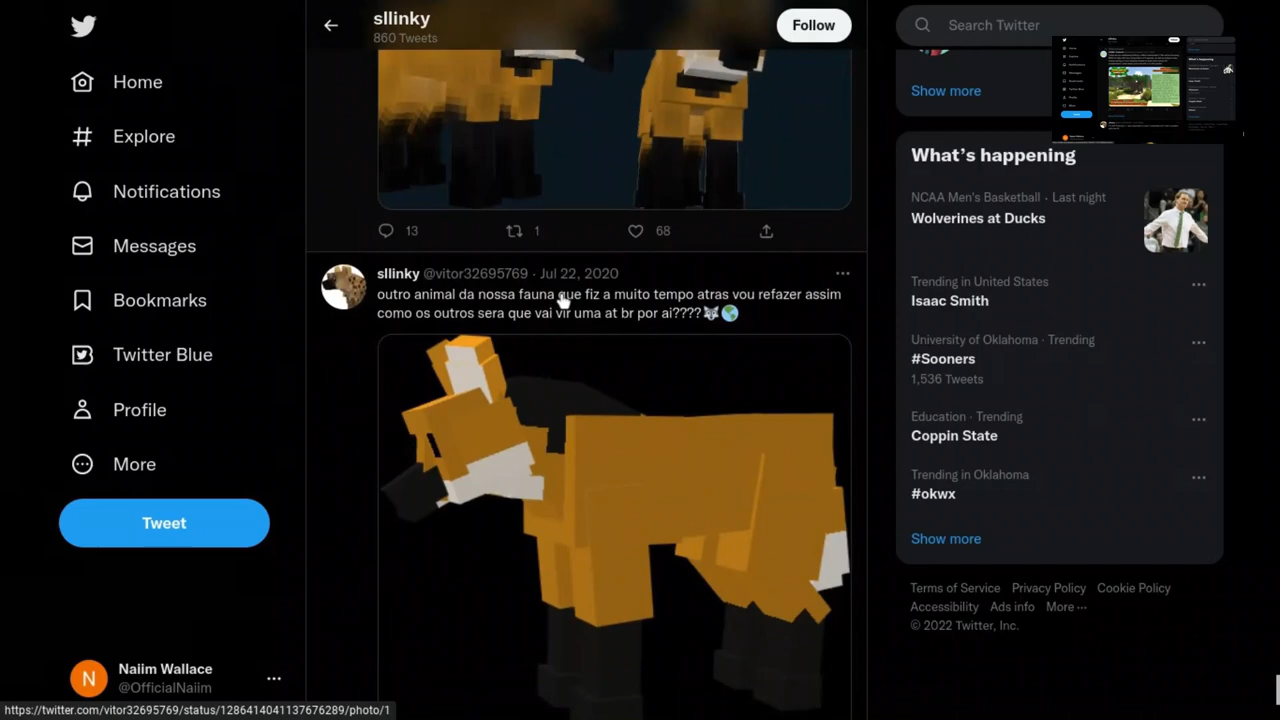 Home
Explore
Notifications
Messages
Bookmarks
Twitter Blue
Profile
More
Tweet
Naiim Wallace
@OfficialNaiim
https://twitter.com/vitor32695769/status/1286414041137676289/photo/1
sllinky
860 Tweets
Follow
13
1
68
sllinky @vitor32695769 · Jul 22, 2020
outro animal da nossa fauna que fiz a muito tempo atras vou refazer assim
como os outros sera que vai vir uma at br por ai????🐺🌎
Search Twitter
Show more
What's happening
NCAA Men's Basketball · Last night
Wolverines at Ducks
Trending in United States
Isaac Smith
University of Oklahoma · Trending
#Sooners
1,536 Tweets
Education · Trending
Coppin State
Trending in Oklahoma
#okwx
Show more
Terms of Service Privacy Policy Cookie Policy
Accessibility Ads info More ···
© 2022 Twitter, Inc.